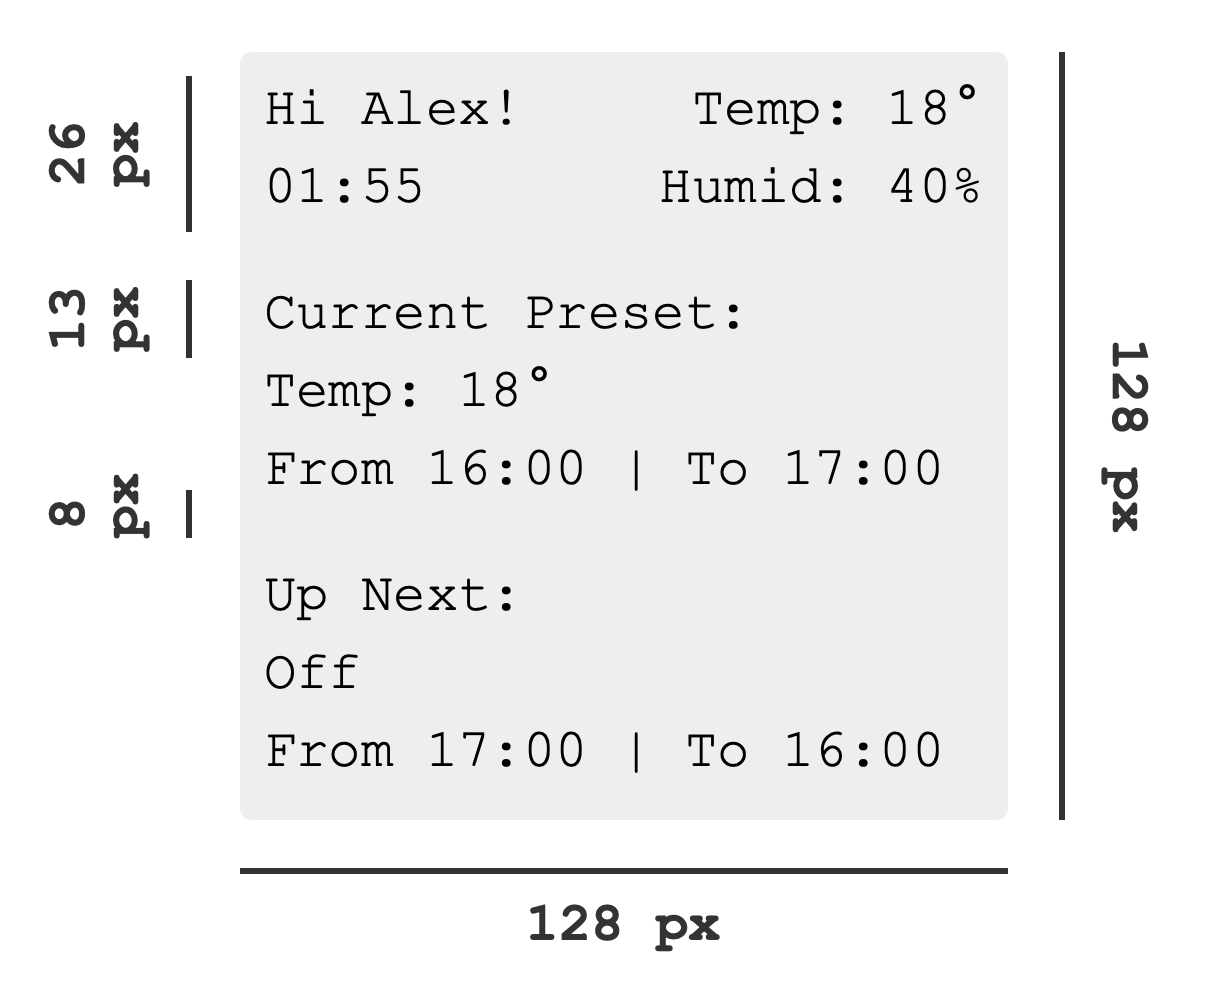 Hi Alex! Temp: 18°
01:55 Humid: 40%
Current Preset:
Temp: 18°
From 16:00 | To 17:00
Up Next:
Off
From 17:00 | To 16:00
26 px
13 px
8 px
128 px
128 px